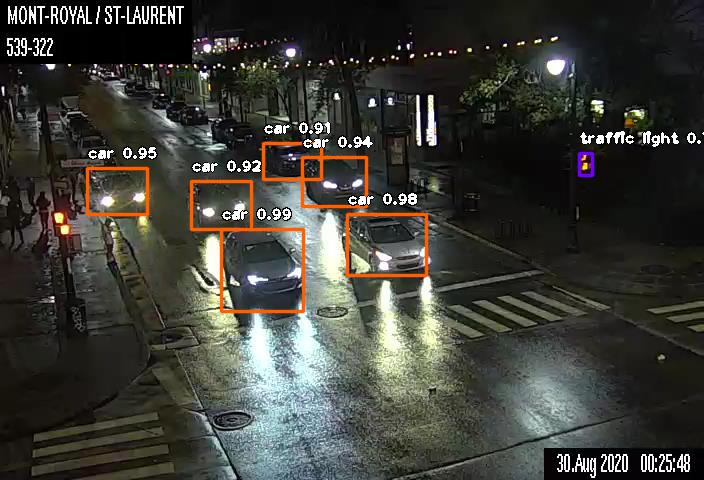 MONT-ROYAL / ST-LAURENT
539-322
car 0.91
car 0.94
traffic light 0.
car 0.95
car 0.92
car 0.98
car 0.99
30.Aug 2020 00:25:48